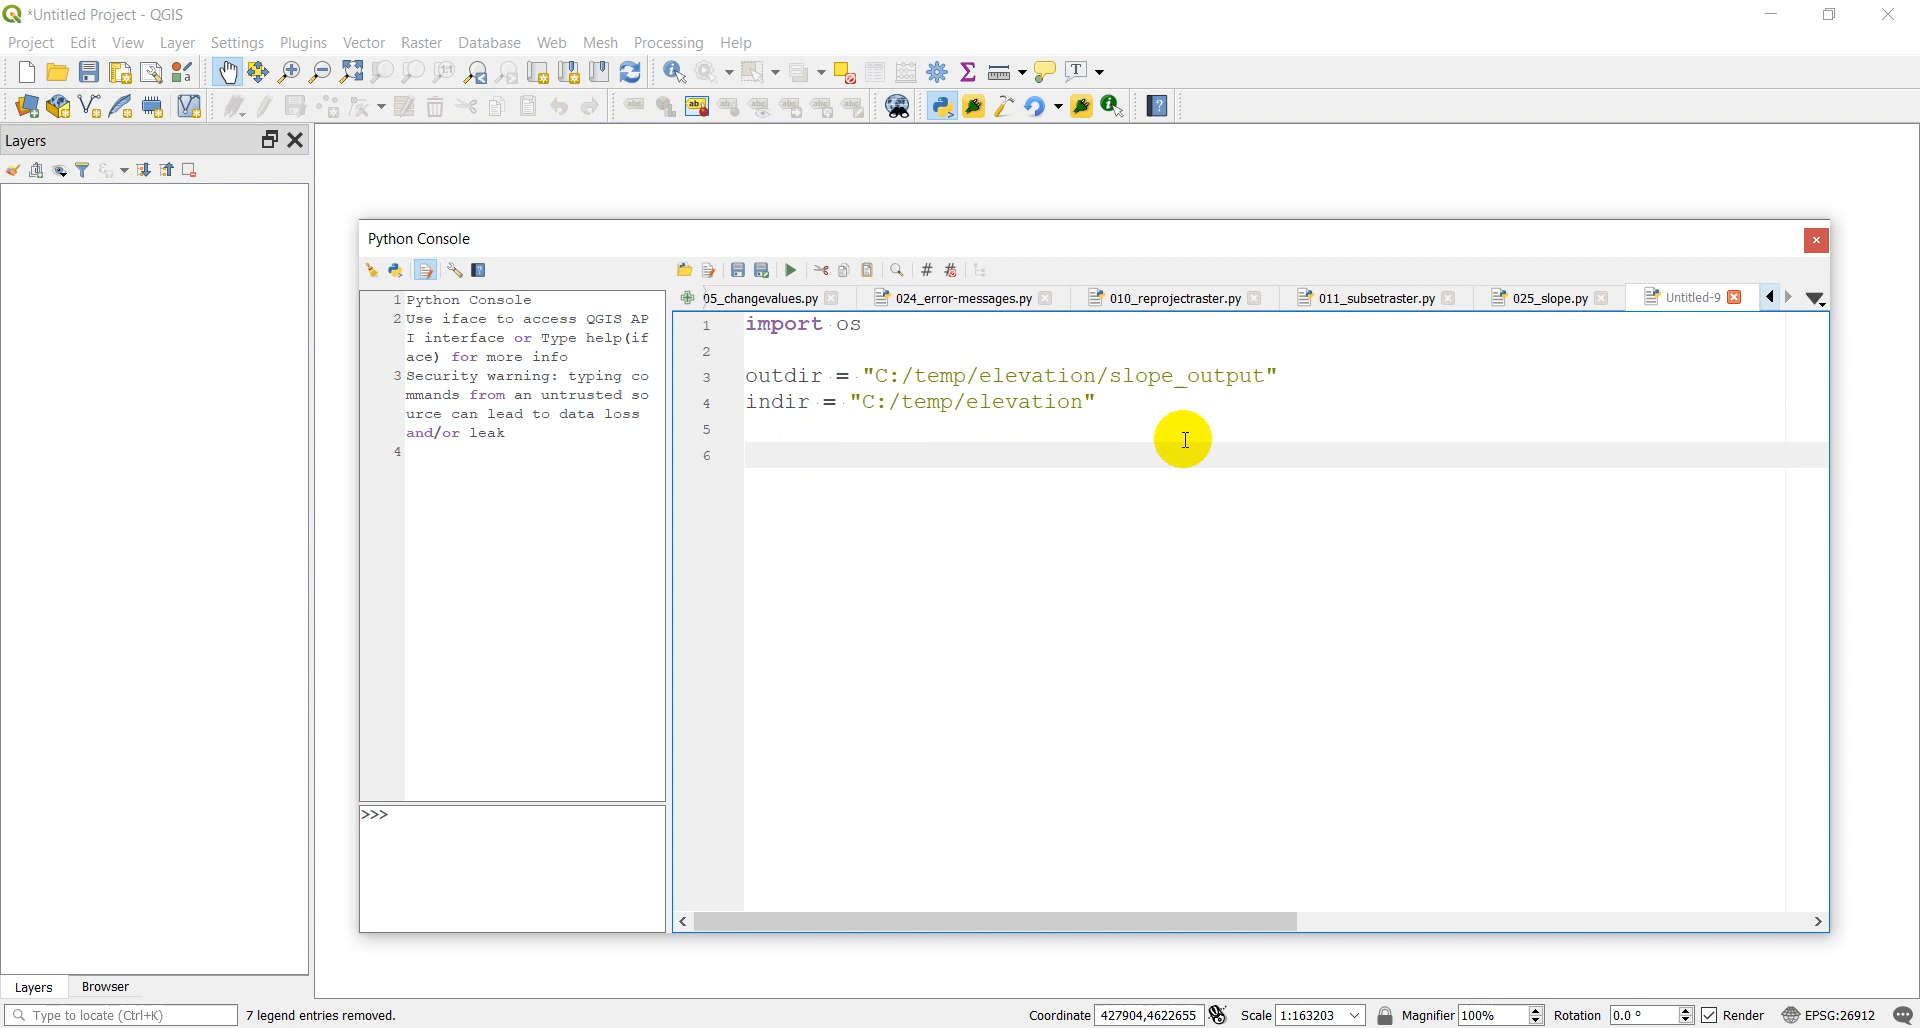 *Untitled Project - QGIS
Project Edit View Layer Settings Plugins Vector Raster Database Web Mesh Processing Help
Layers
Python Console
05_changevalues.py 024_error-messages.py 010_reprojectraster.py 011_subsetraster.py 025_slope.py Untitled-9
1 Python Console
2 Use iface to access QGIS AP
I interface or Type help(if
ace) for more info
3 Security warning: typing co
mmands from an untrusted so
urce can lead to data loss
and/or leak
4
>>>
1 import os
2
3 outdir = "C:/temp/elevation/slope_output"
4 indir = "C:/temp/elevation"
5
6
Layers Browser
Type to locate (Ctrl+K) 7 legend entries removed. Coordinate 427904,4622655 Scale 1:163203 Magnifier 100% Rotation 0.0 ° Render EPSG:26912